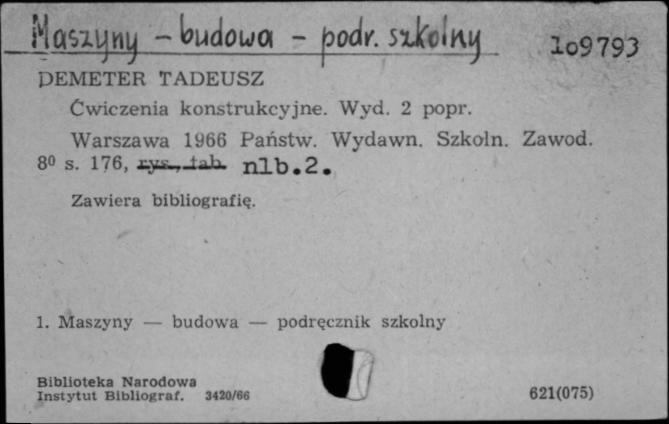 Maszyny - budowa - podr. szkolny 109793
DEMETER TADEUSZ
Ćwiczenia konstrukcyjne. Wyd. 2 popr.
Warszawa 1966 Państw. Wydawn. Szkoln. Zawod.
8⁰ s. 176, rys., tab. nlb.2.
Zawiera bibliografię.
1. Maszyny — budowa — podręcznik szkolny
Biblioteka Narodowa
Instytut Bibliograf. 3420/66 621(075)